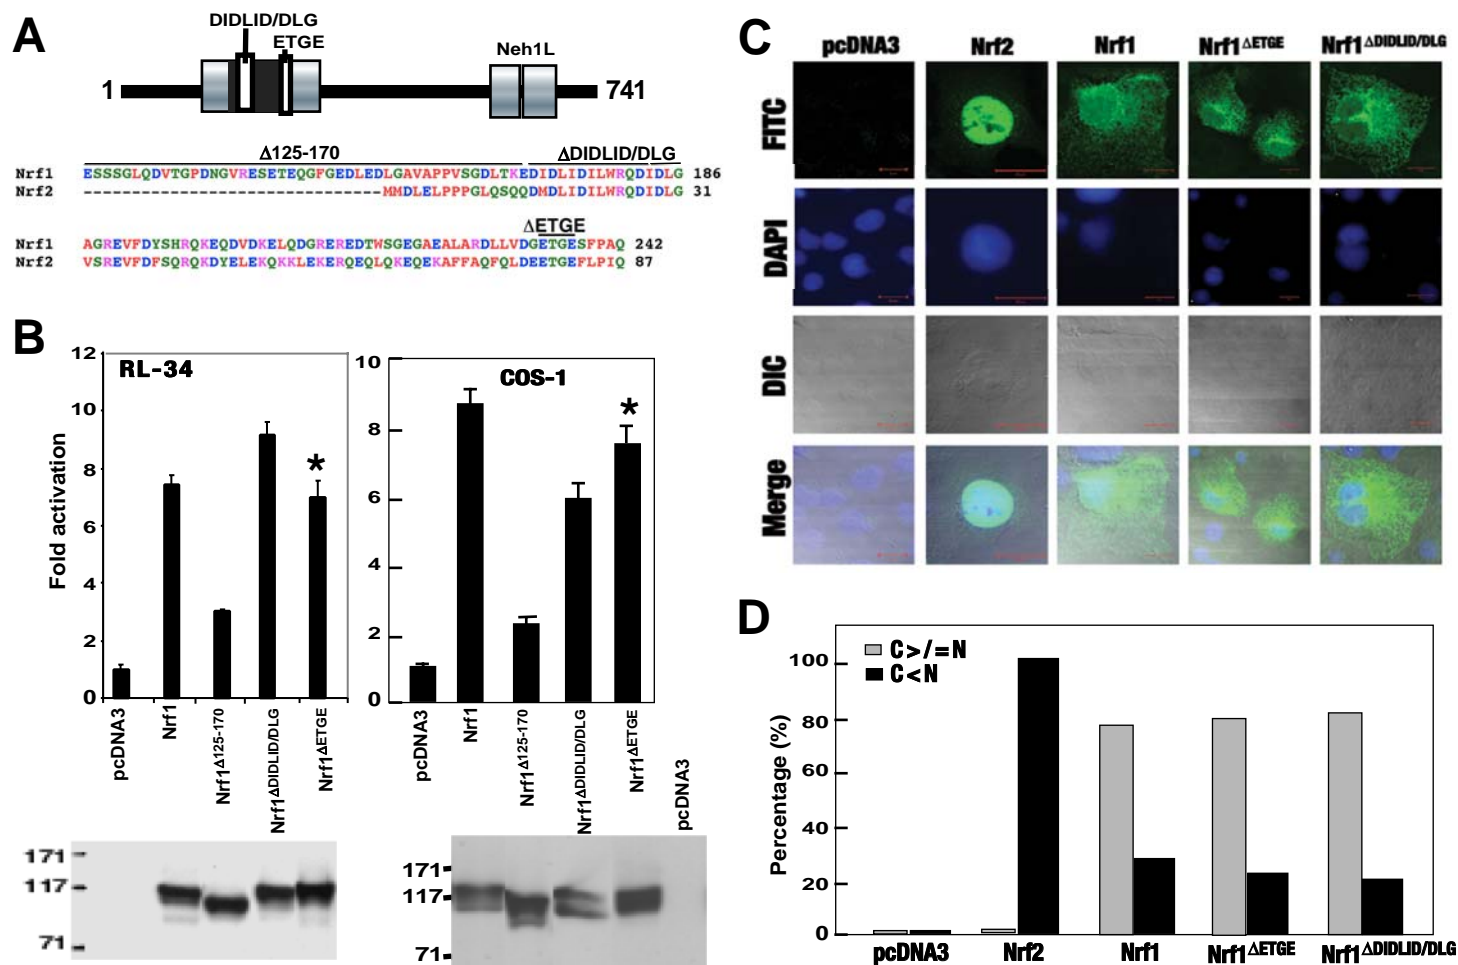 A
DIDLID/DLG
ETGE
Neh1L
1
741
Δ125-170
ΔDIDLID/DLG
Nrf1 ESSSGLQDVTGPDNGVRESETEQGFGEDLEDLGAVAPPVSGDLTKEDIDLIDILWRQDIDLG 186
Nrf2 -------------------------------MMDLELPPPGLQSQQDMDLIDILWRQDIDLG 31
ΔETGE
Nrf1 AGREVFDYSHRQKEQDVDKELQDGREREDTWSGEGAEALARDLLVDGETGESFPAQ 242
Nrf2 VSREVFDFSQRQKDYELEKQKKLEKERQEQLQKEQEKAFFAQFQLDEETGEFLPIQ 87
B
RL-34
Fold activation
12
10
8
6
4
2
0
*
pcDNA3
Nrf1
Nrf1Δ125-170
Nrf1ΔDIDLID/DLG
Nrf1ΔETGE
171
117
71
COS-1
10
8
6
4
2
0
*
pcDNA3
Nrf1
Nrf1Δ125-170
Nrf1ΔDIDLID/DLG
Nrf1ΔETGE
pcDNA3
171
117
71
C
pcDNA3
Nrf2
Nrf1
Nrf1ΔETGE
Nrf1ΔDIDLID/DLG
FITC
DAPI
DIC
Merge
D
C>/=N
C<N
Percentage (%)
100
80
60
40
20
0
pcDNA3
Nrf2
Nrf1
Nrf1ΔETGE
Nrf1ΔDIDLID/DLG